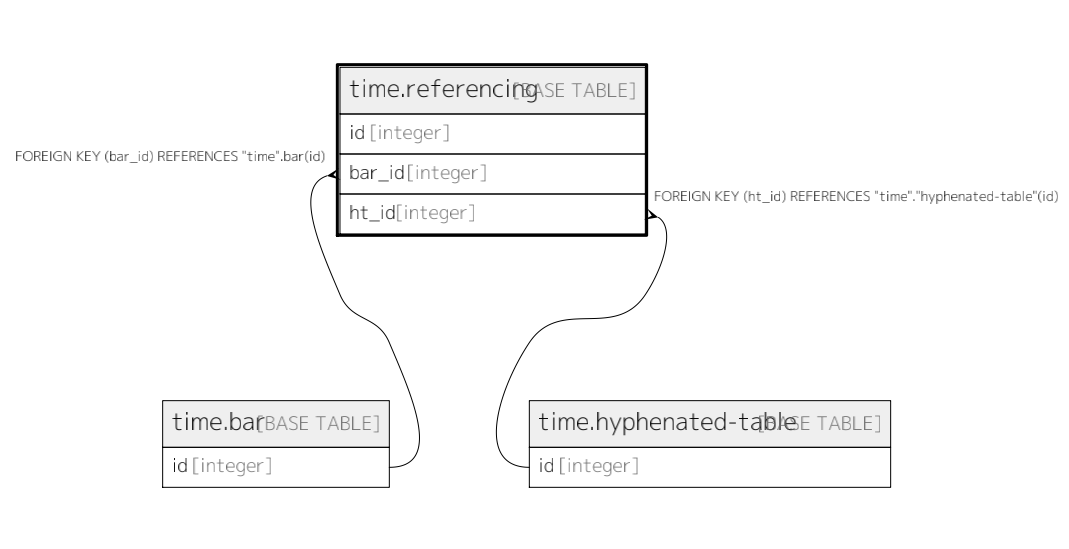 time.referencing [BASE TABLE]
id [integer]
FOREIGN KEY (bar_id) REFERENCES "time".bar(id)
bar_id [integer]
FOREIGN KEY (ht_id) REFERENCES "time"."hyphenated-table"(id)
ht_id [integer]
time.bar [BASE TABLE]
id [integer]
time.hyphenated-table [BASE TABLE]
id [integer]